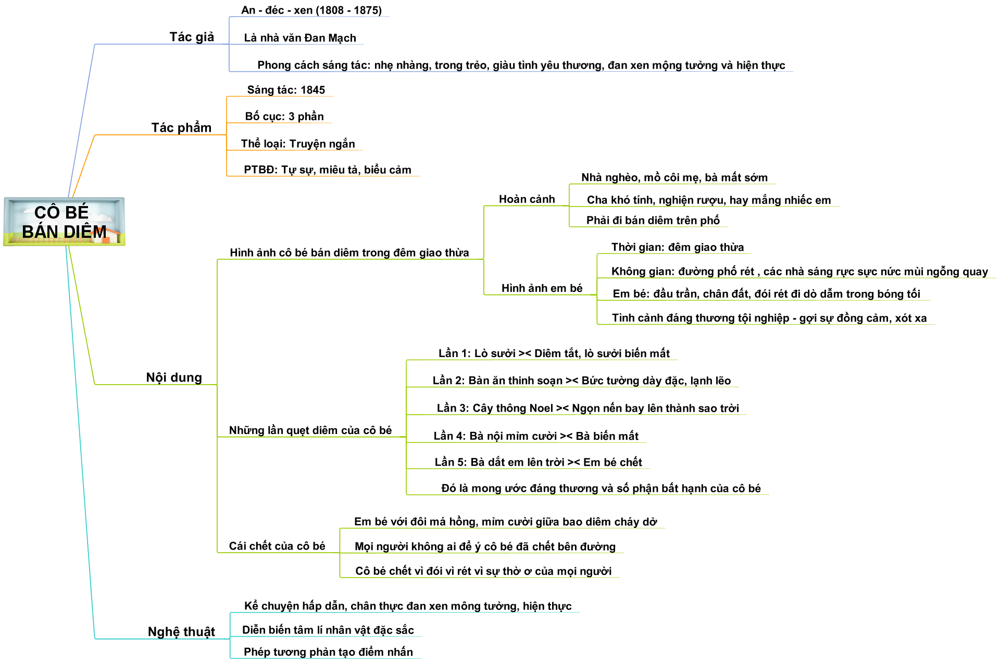 CÔ BÉ
BÁN DIÊM
Tác giả
An - đéc - xen (1808 - 1875)
Là nhà văn Đan Mạch
Phong cách sáng tác: nhẹ nhàng, trong trẻo, giàu tình yêu thương, đan xen mộng tưởng và hiện thực
Tác phẩm
Sáng tác: 1845
Bố cục: 3 phần
Thể loại: Truyện ngắn
PTBĐ: Tự sự, miêu tả, biểu cảm
Nội dung
Hình ảnh cô bé bán diêm trong đêm giao thừa
Hoàn cảnh
Nhà nghèo, mồ côi mẹ, bà mất sớm
Cha khó tính, nghiện rượu, hay mắng nhiếc em
Phải đi bán diêm trên phố
Hình ảnh em bé
Thời gian: đêm giao thừa
Không gian: đường phố rét , các nhà sáng rực sực nức mùi ngỗng quay
Em bé: đầu trần, chân đất, đói rét đi dò dẫm trong bóng tối
Tình cảnh đáng thương tội nghiệp - gợi sự đồng cảm, xót xa
Những lần quẹt diêm của cô bé
Lần 1: Lò sưởi >< Diêm tắt, lò sưởi biến mất
Lần 2: Bàn ăn thinh soạn >< Bức tường dày đặc, lạnh lẽo
Lần 3: Cây thông Noel >< Ngọn nến bay lên thành sao trời
Lần 4: Bà nội mỉm cười >< Bà biến mất
Lần 5: Bà dắt em lên trời >< Em bé chết
Đó là mong ước đáng thương và số phận bất hạnh của cô bé
Cái chết của cô bé
Em bé với đôi má hồng, mỉm cười giữa bao diêm cháy dở
Mọi người không ai để ý cô bé đã chết bên đường
Cô bé chết vì đói vì rét vì sự thờ ơ của mọi người
Nghệ thuật
Kể chuyện hấp dẫn, chân thực đan xen mông tưởng, hiện thực
Diễn biến tâm lí nhân vật đặc sắc
Phép tương phản tạo điểm nhấn